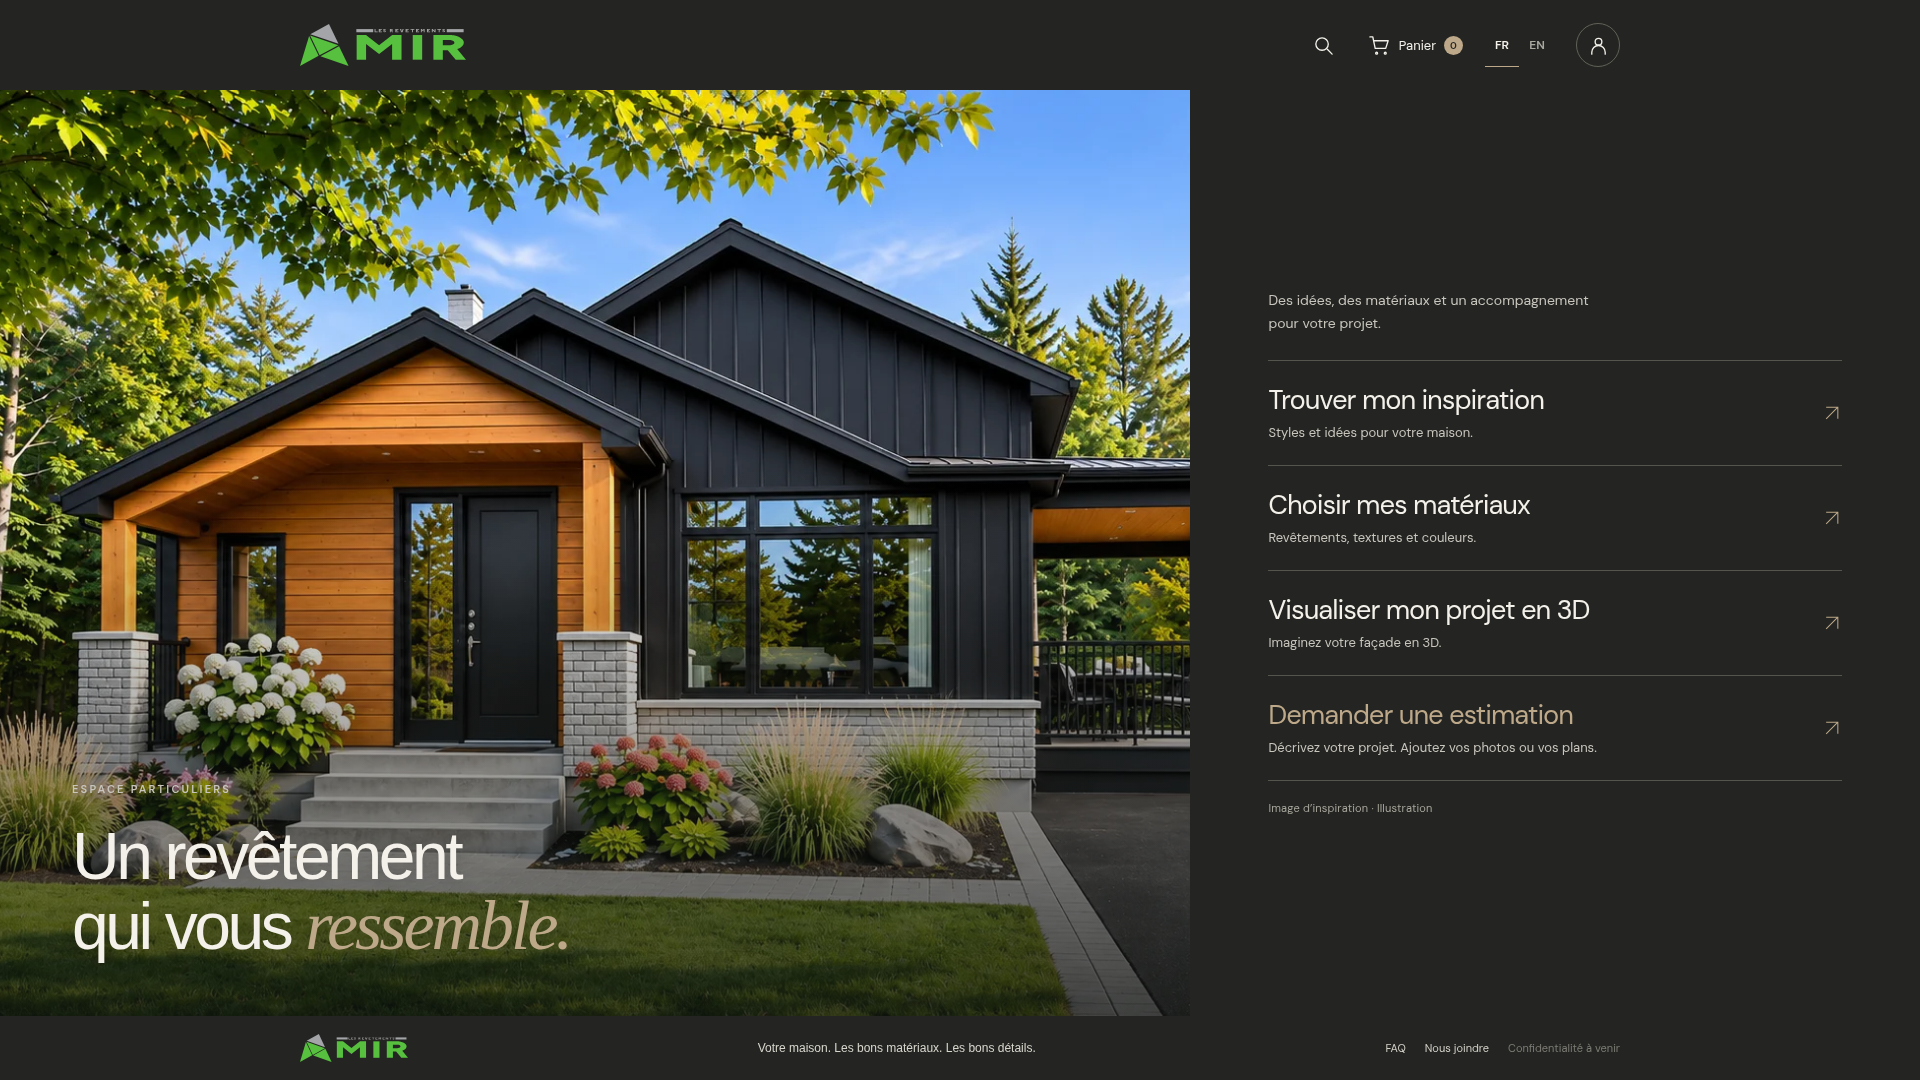 LES REVÊTEMENTS
MIR
Panier 0
FR EN
Des idées, des matériaux et un accompagnement
pour votre projet.
Trouver mon inspiration
Styles et idées pour votre maison.
Choisir mes matériaux
Revêtements, textures et couleurs.
Visualiser mon projet en 3D
Imaginez votre façade en 3D.
Demander une estimation
Décrivez votre projet. Ajoutez vos photos ou vos plans.
Image d’inspiration · Illustration
ESPACE PARTICULIERS
Un revêtement
qui vous ressemble.
LES REVÊTEMENTS
MIR
Votre maison. Les bons matériaux. Les bons détails.
FAQ Nous joindre Confidentialité à venir